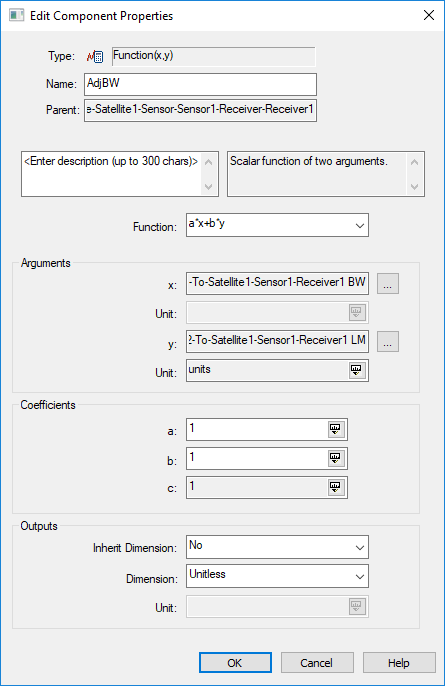 Edit Component Properties
Type: Function(x,y)
Name: AdjBW
Parent: e-Satellite1-Sensor-Sensor1-Receiver-Receiver1
<Enter description (up to 300 chars)>
Scalar function of two arguments.
Function: a*x+b*y
Arguments
x: -To-Satellite1-Sensor1-Receiver1 BW ...
Unit:
y: 2-To-Satellite1-Sensor1-Receiver1 LM ...
Unit: units
Coefficients
a: 1
b: 1
c: 1
Outputs
Inherit Dimension: No
Dimension: Unitless
Unit:
OK Cancel Help